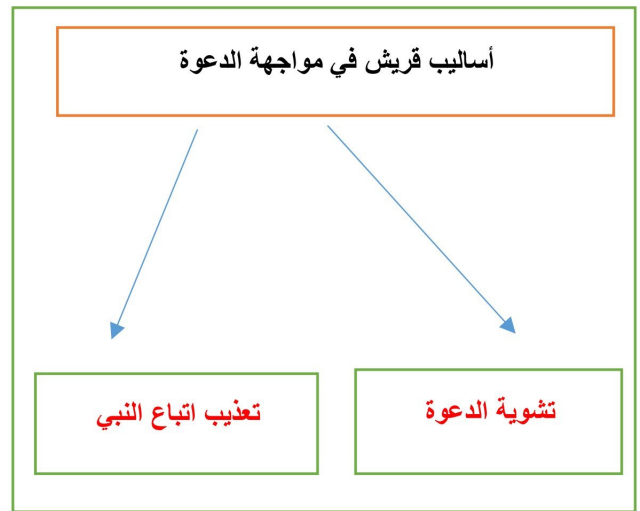 أساليب قريش في مواجهة الدعوة
تشوية الدعوة
تعذيب اتباع النبي